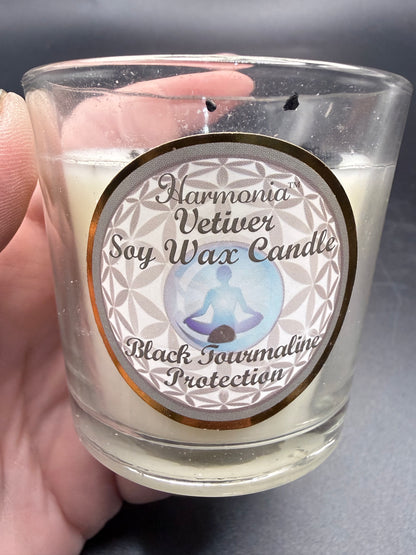 Harmonia™
Vetiver
Soy Wax Candle
Black Tourmaline
Protection